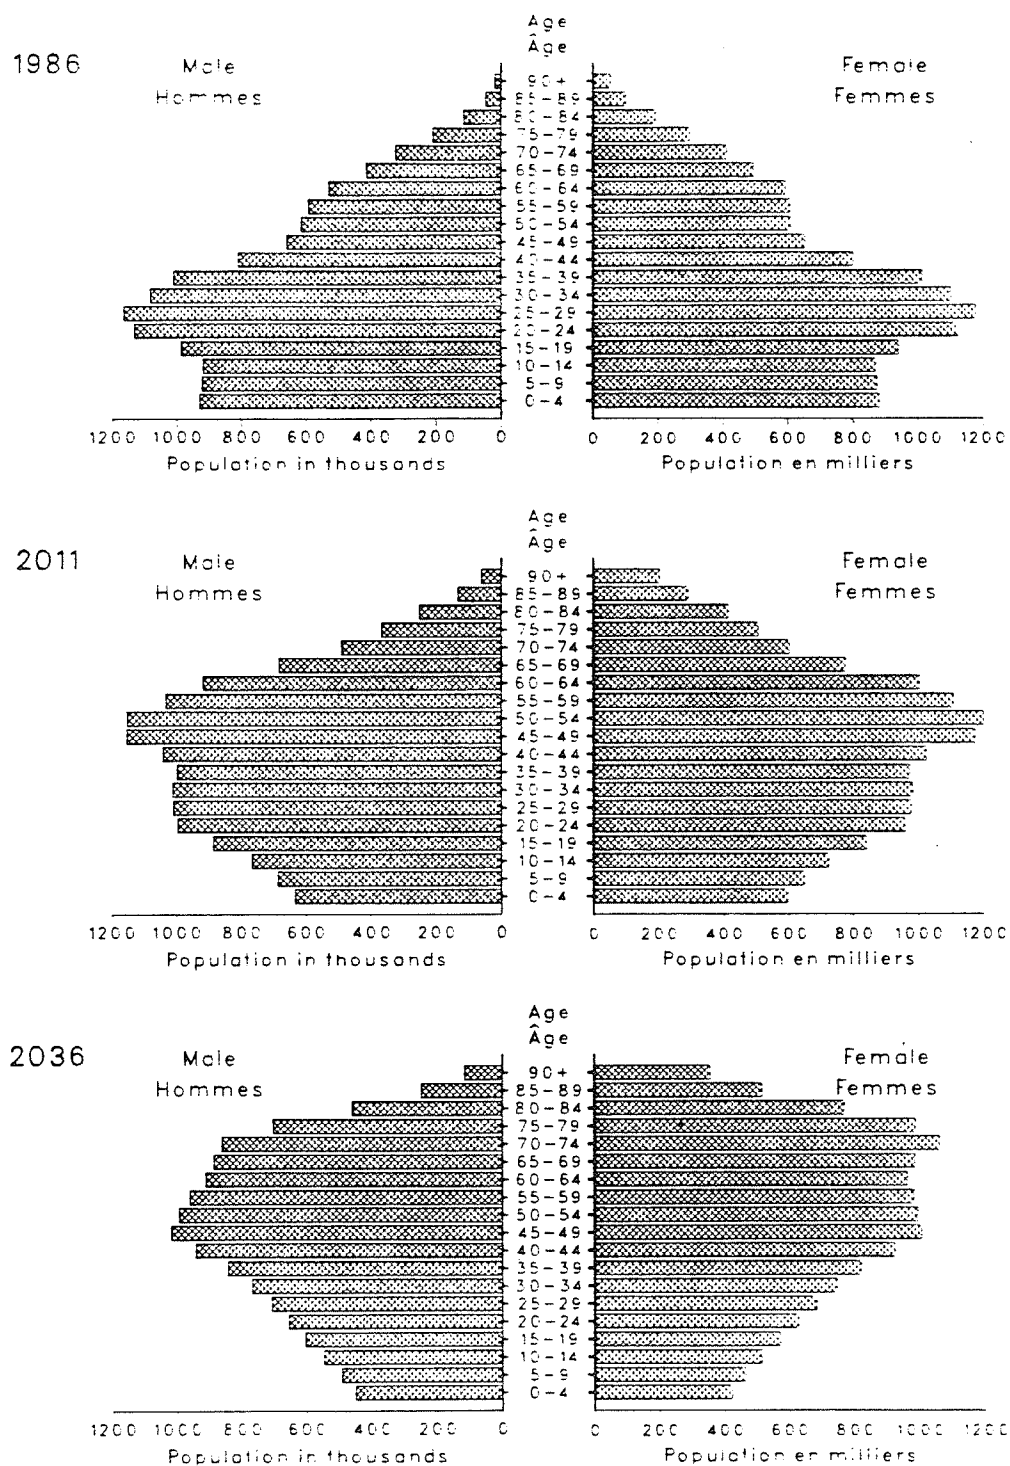 1986
Male
Hommes
Age
Âge
Female
Femmes
90+
85-89
80-84
75-79
70-74
65-69
60-64
55-59
50-54
45-49
40-44
35-39
30-34
25-29
20-24
15-19
10-14
5-9
0-4
1200 1000 800 600 400 200 0
0 200 400 600 800 1000 1200
Population in thousands
Population en milliers
2011
Male
Hommes
Age
Âge
Female
Femmes
90+
85-89
80-84
75-79
70-74
65-69
60-64
55-59
50-54
45-49
40-44
35-39
30-34
25-29
20-24
15-19
10-14
5-9
0-4
1200 1000 800 600 400 200 0
0 200 400 600 800 1000 1200
Population in thousands
Population en milliers
2036
Male
Hommes
Age
Âge
Female
Femmes
90+
85-89
80-84
75-79
70-74
65-69
60-64
55-59
50-54
45-49
40-44
35-39
30-34
25-29
20-24
15-19
10-14
5-9
0-4
1200 1000 800 600 400 200 0
0 200 400 600 800 1000 1200
Population in thousands
Population en milliers